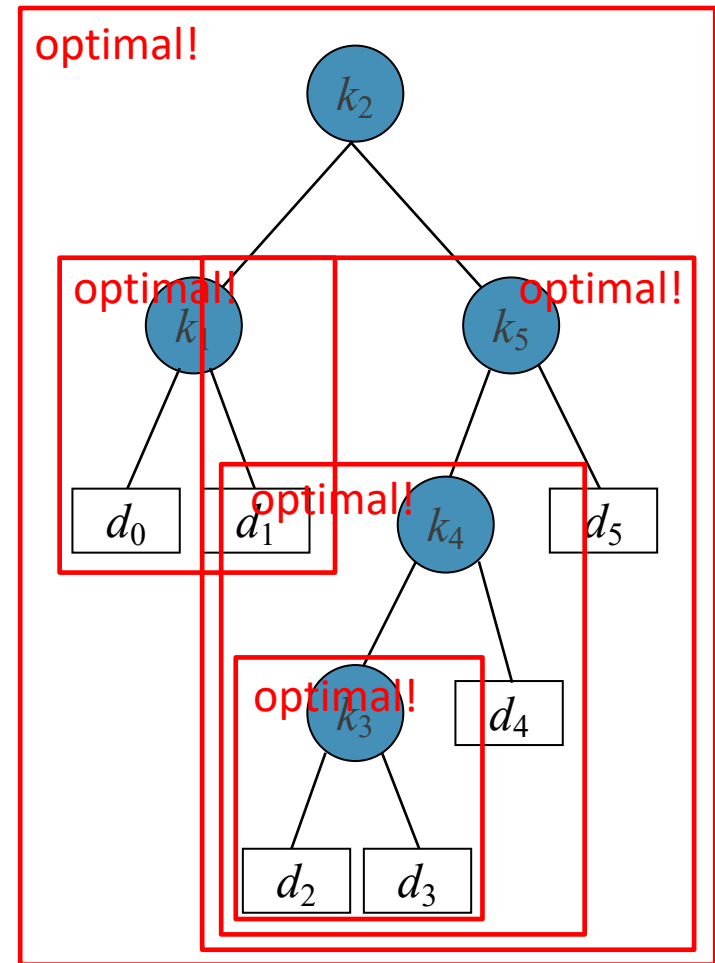 optimal!
k₂
optimal! optimal!
k₁ k₅
optimal!
d₀ d₁ k₄ d₅
optimal!
k₃ d₄
d₂ d₃